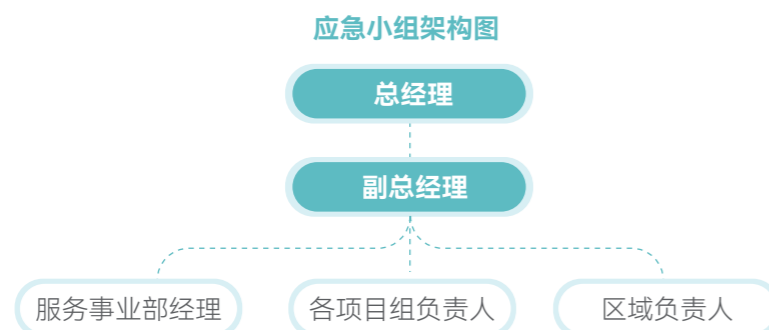 应急小组架构图
总经理
副总经理
服务事业部经理
各项目组负责人
区域负责人